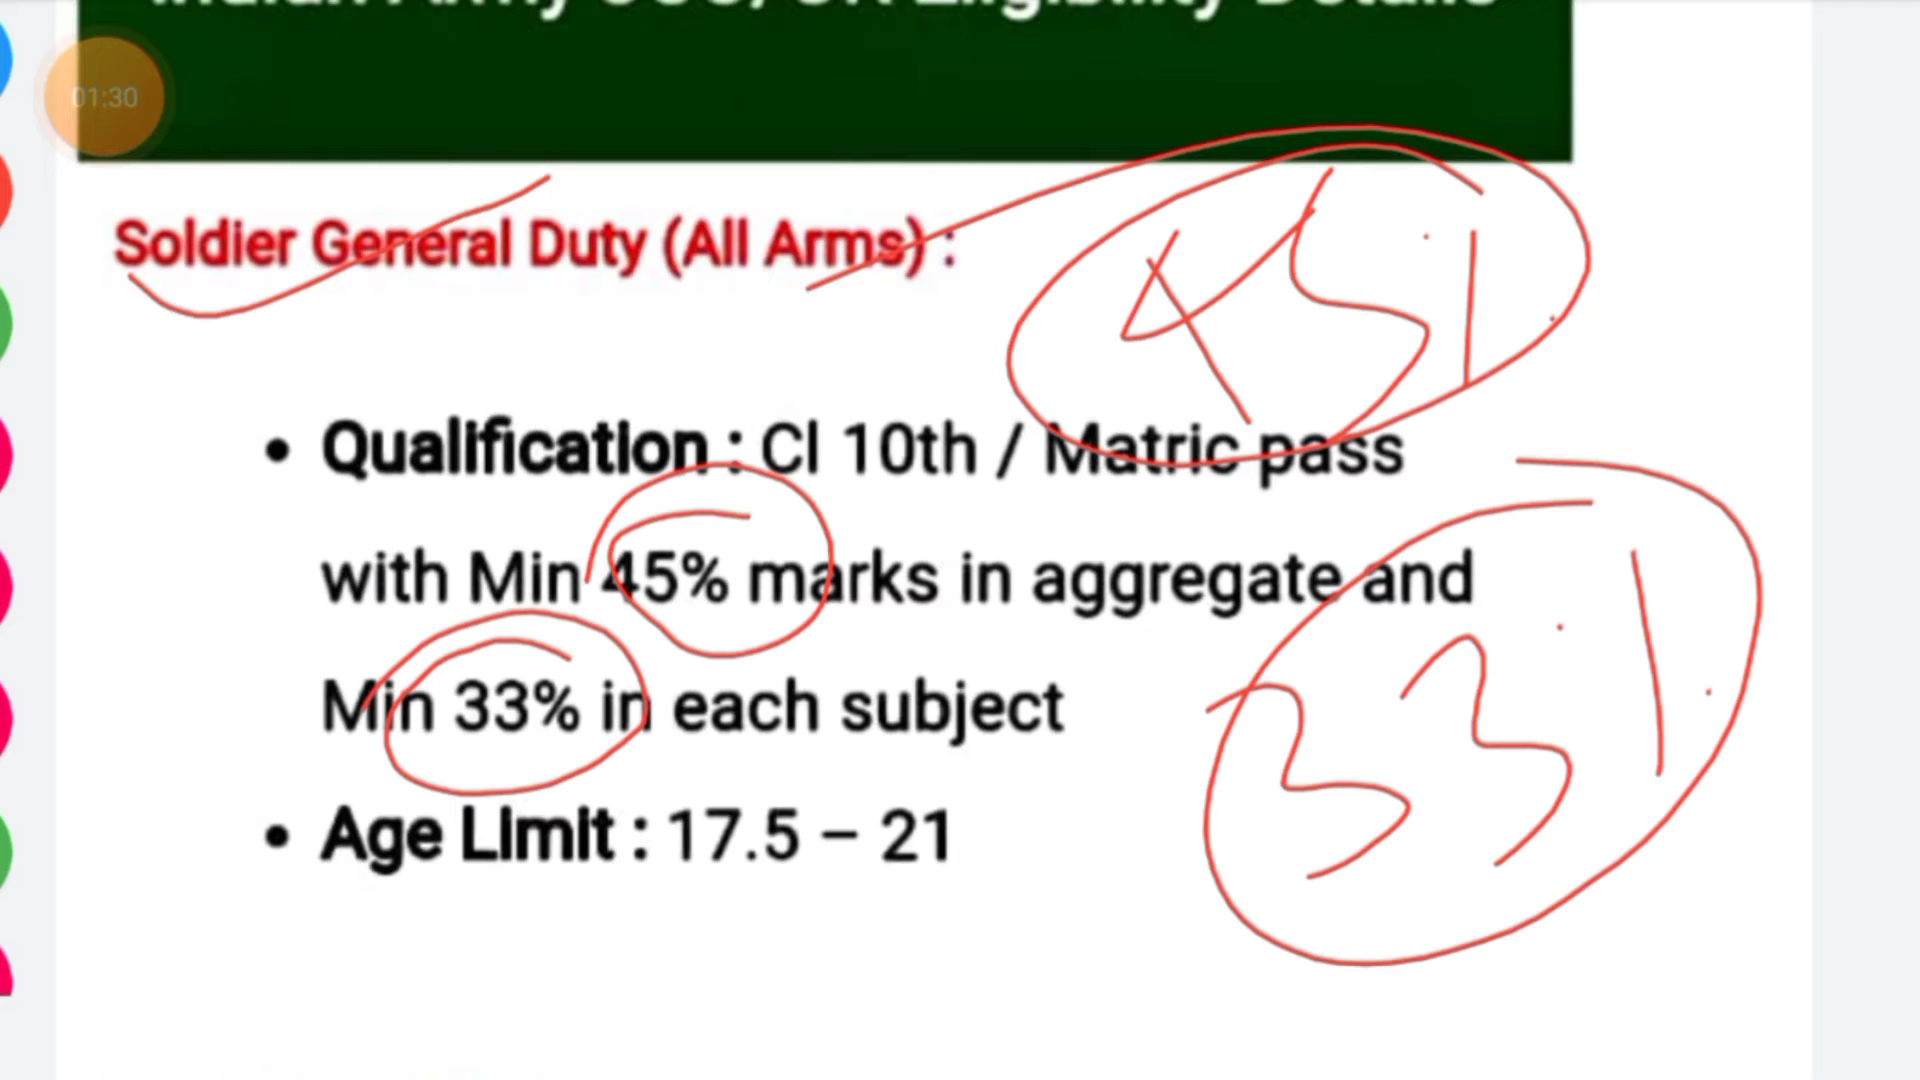 01:30
Soldier General Duty (All Arms) :
• Qualification : Cl 10th / Matric pass
with Min 45% marks in aggregate and
Min 33% in each subject
• Age Limit : 17.5 – 21
45%
33%